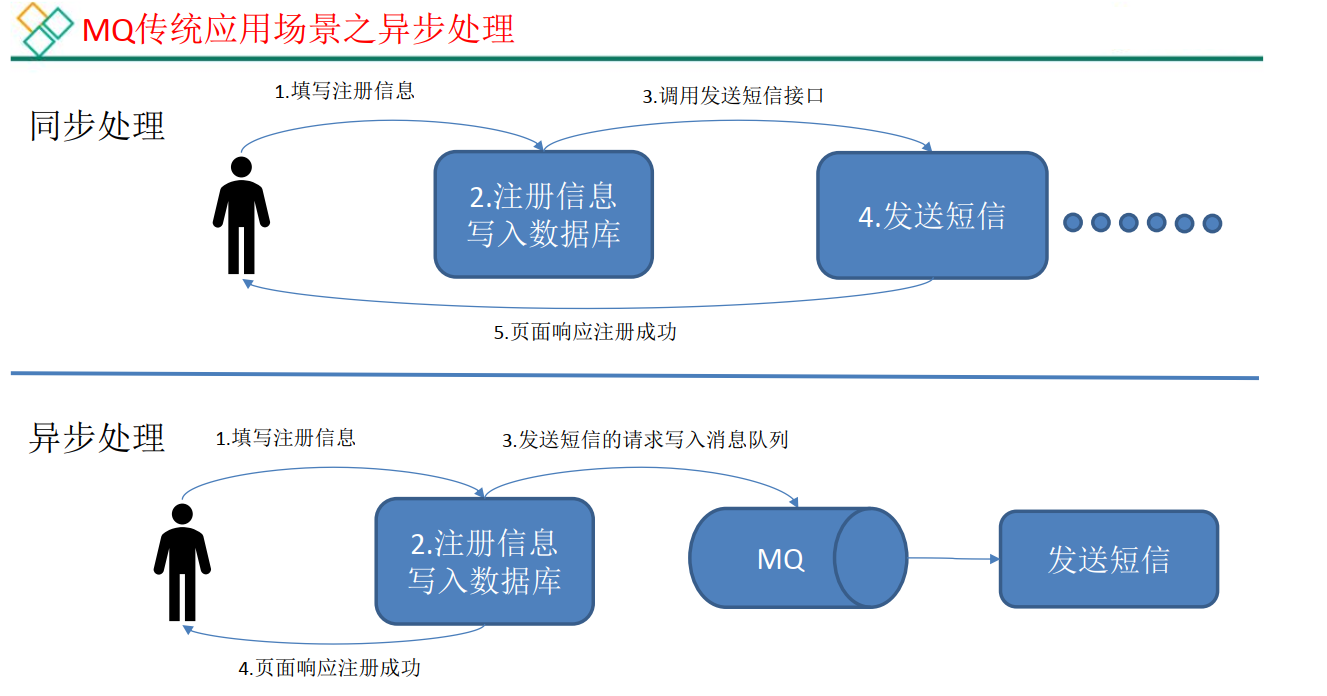 MQ传统应用场景之异步处理
同步处理
1.填写注册信息
3.调用发送短信接口
2.注册信息
写入数据库
4.发送短信
5.页面响应注册成功
异步处理
1.填写注册信息
3.发送短信的请求写入消息队列
2.注册信息
写入数据库
MQ
发送短信
4.页面响应注册成功